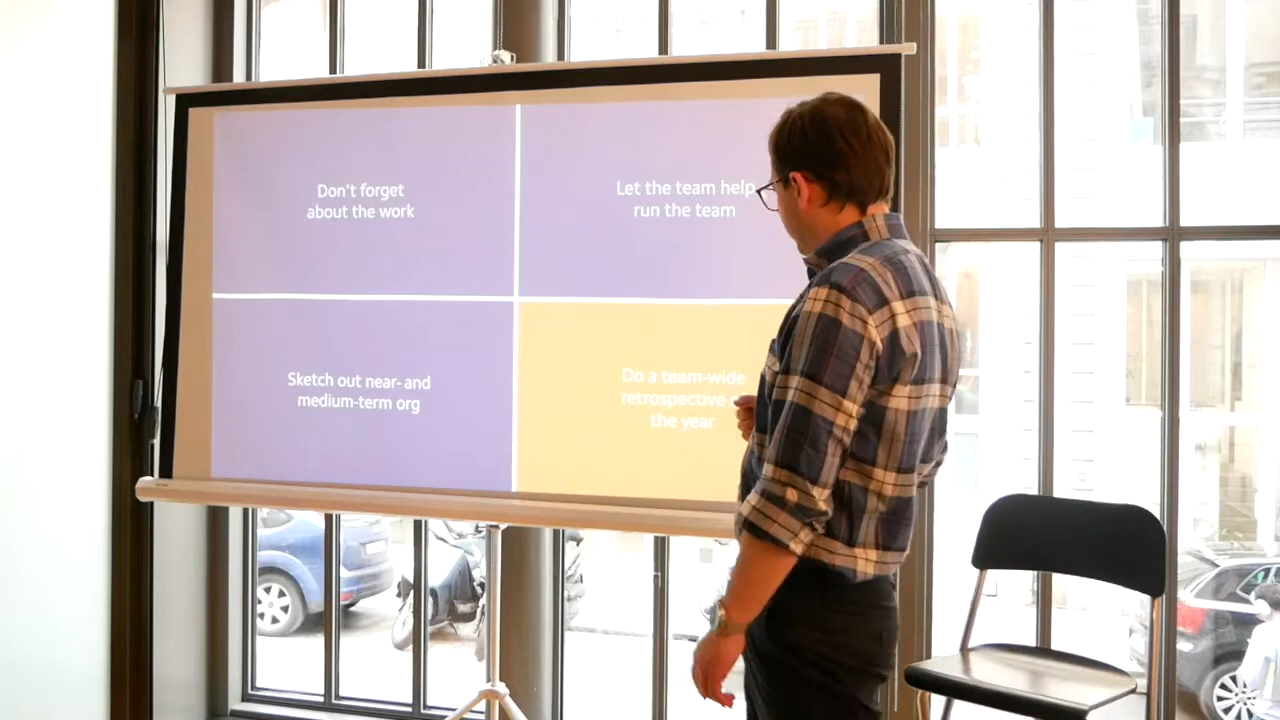 Don't forget
about the work
Let the team help
run the team
Sketch out near- and
medium-term org
Do a team-wide
retrospective
the year